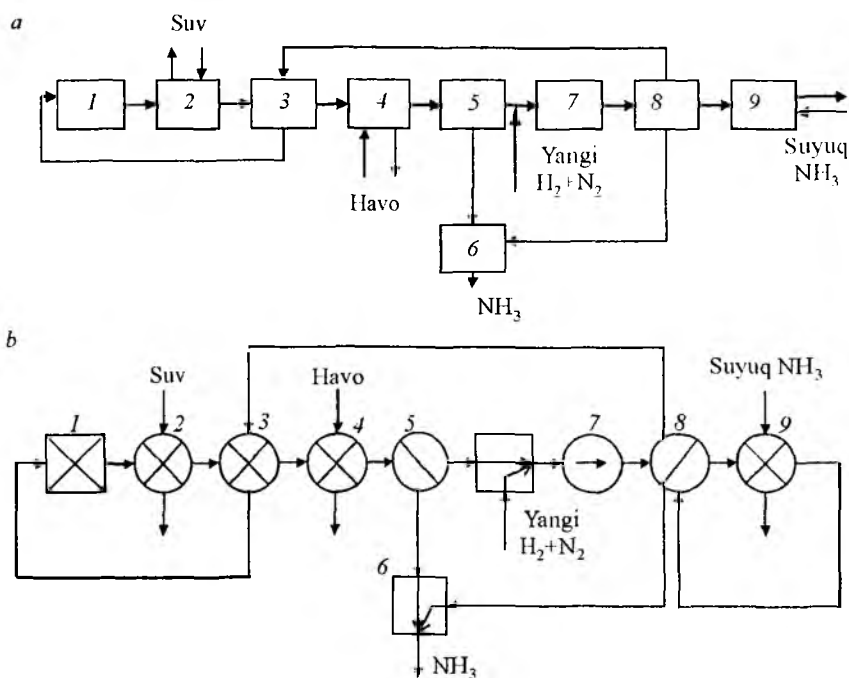 a
Suv
1 2 3 4 5 7 8 9
Havo
Yangi
H₂+N₂
Suyuq
NH₃
6
NH₃
b
Suv
Havo
Suyuq NH₃
1 2 3 4 5 7 8 9
Yangi
H₂+N₂
6
NH₃